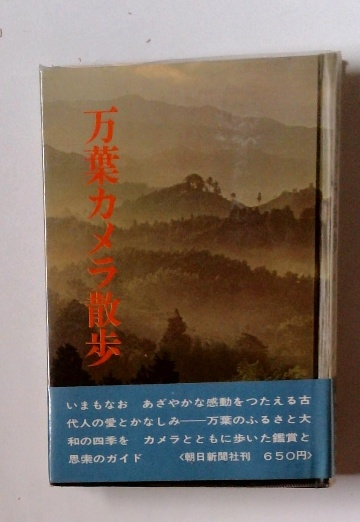 万葉カメラ散歩
いまもなお　あざやかな感動をつたえる古
代人の愛とかなしみ――万葉のふるさと大
和の四季を　カメラとともに歩いた鑑賞と
思索のガイド　〈朝日新聞社刊　650円〉